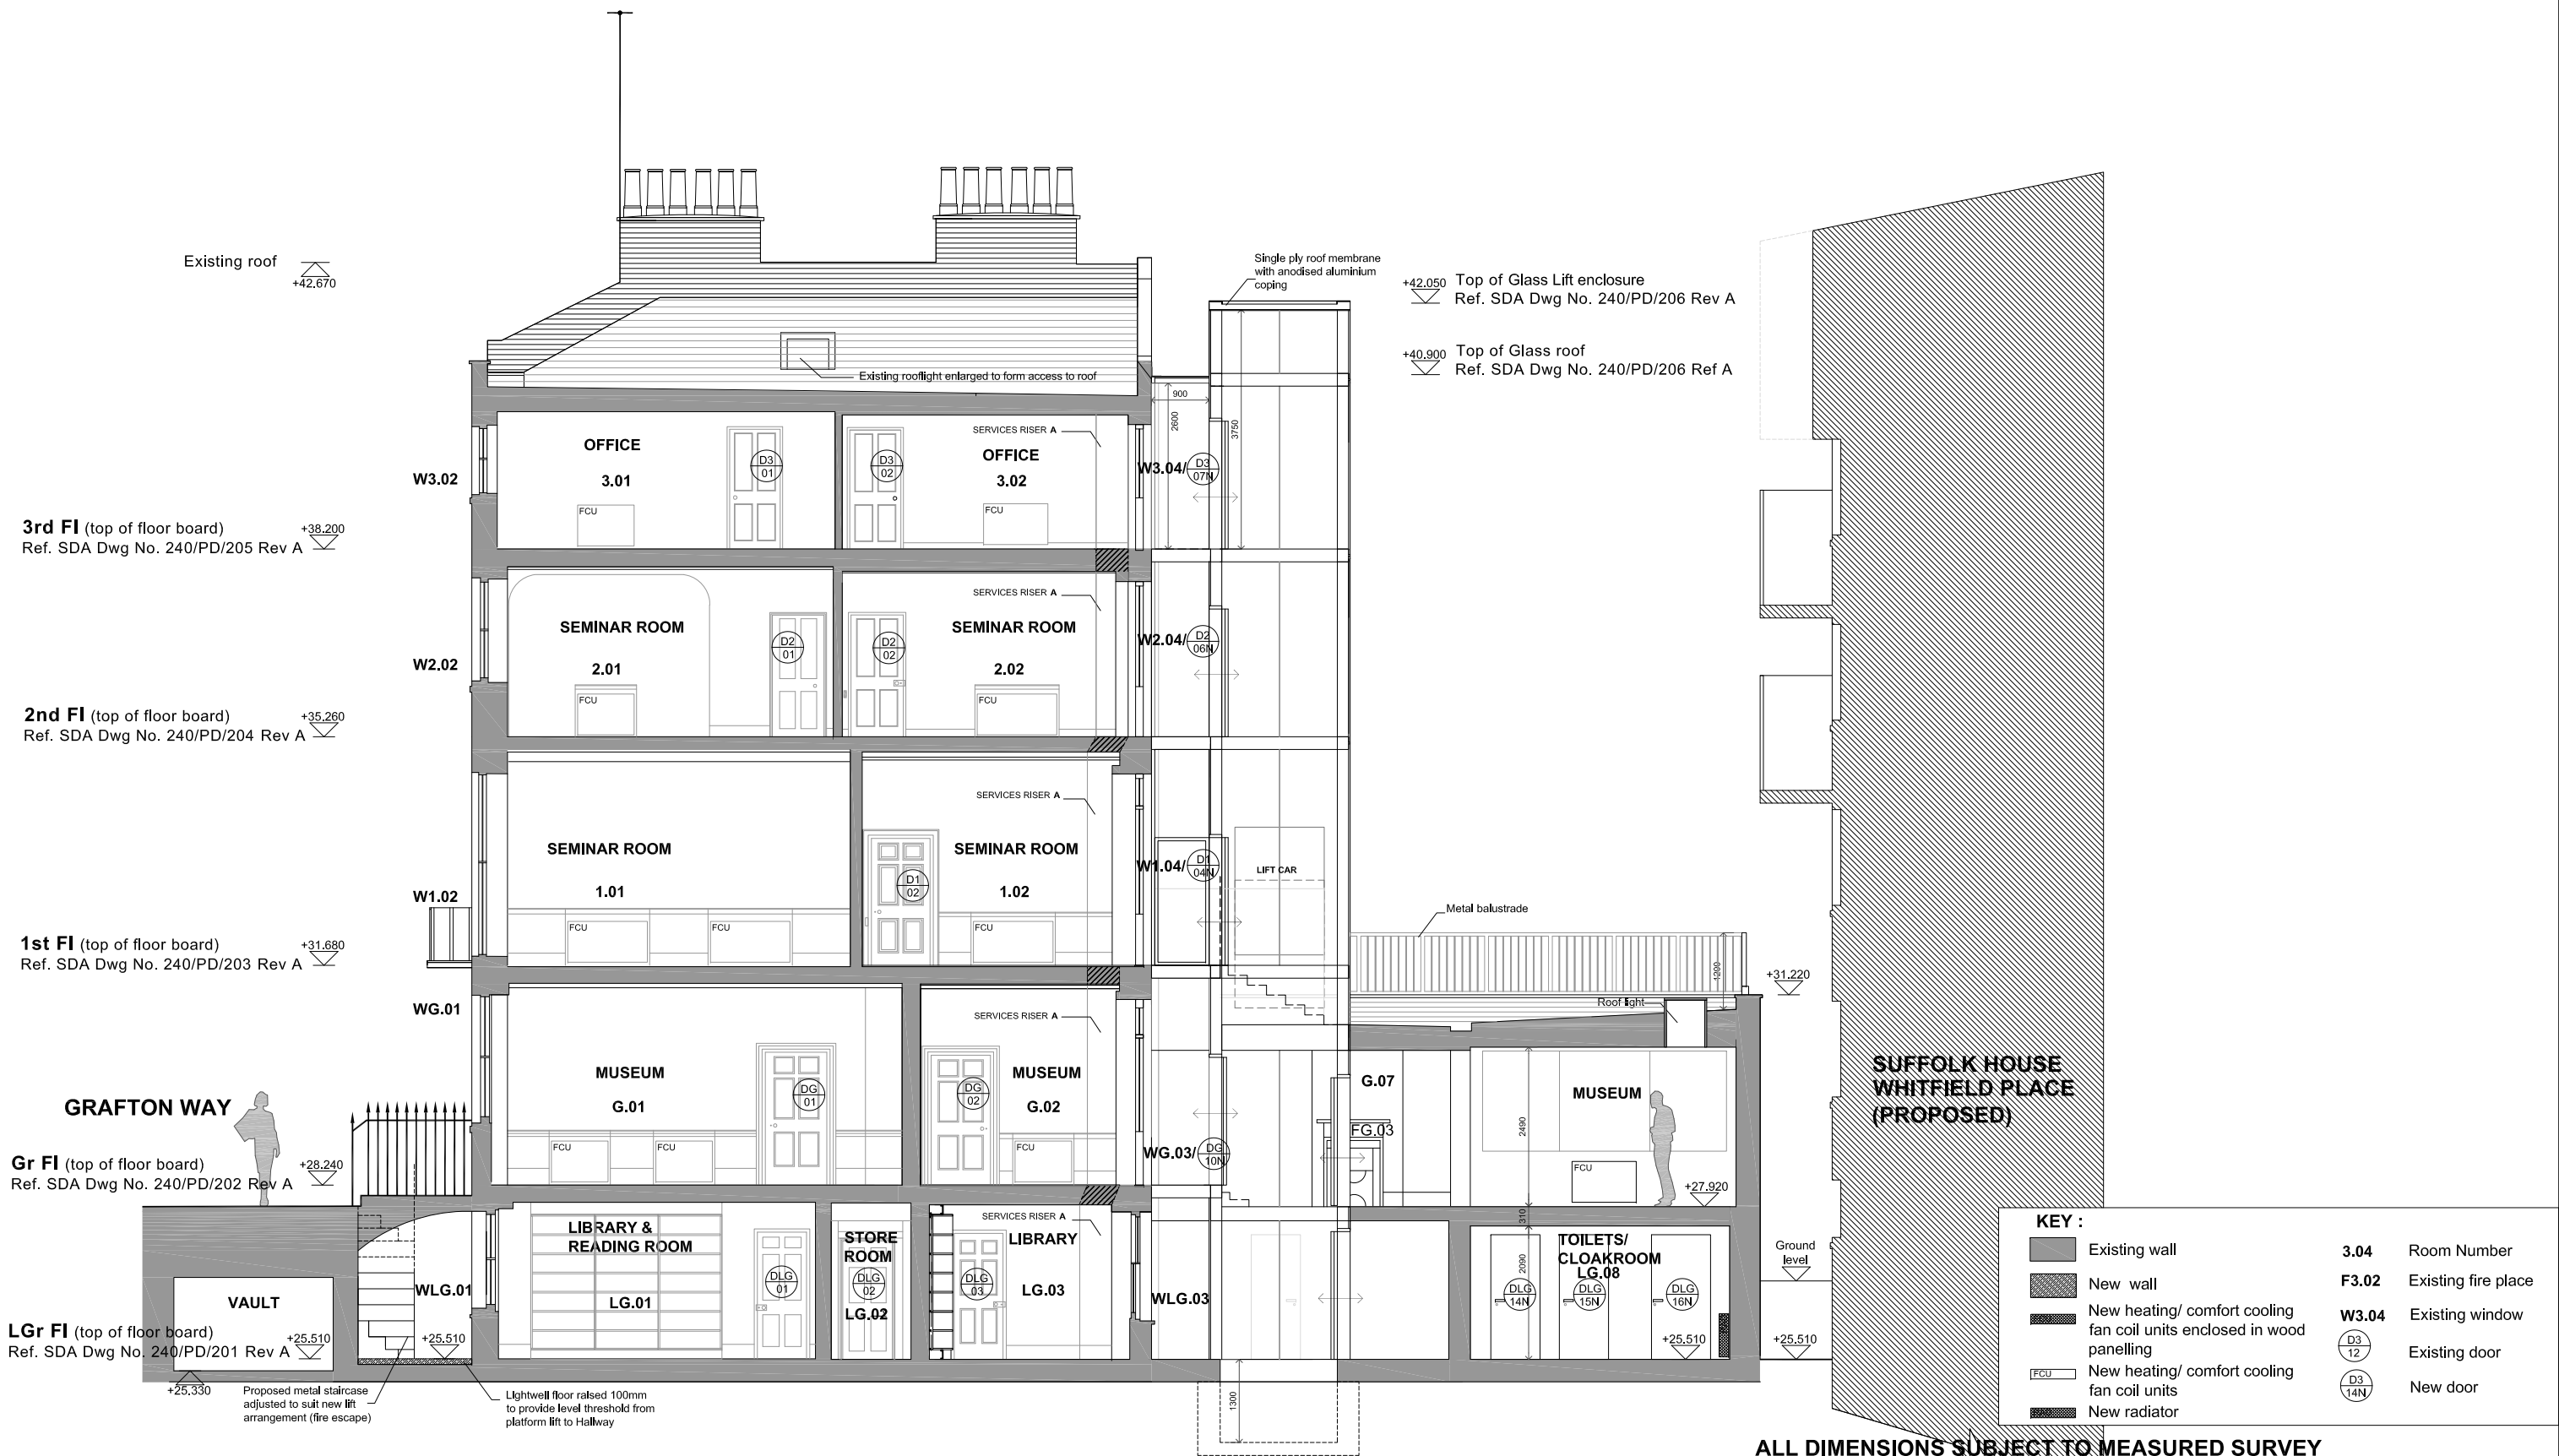 Existing roof
+42.670
Single ply roof membrane
with anodised aluminium
coping
+42.050 Top of Glass Lift enclosure
Ref. SDA Dwg No. 240/PD/206 Rev A
+40.900 Top of Glass roof
Ref. SDA Dwg No. 240/PD/206 Ref A
Existing rooflight enlarged to form access to roof
900
2600
3750
W3.02
OFFICE
3.01
FCU
D3
01
D3
02
SERVICES RISER A
OFFICE
3.02
FCU
W3.04/
D3
07N
3rd Fl (top of floor board)
Ref. SDA Dwg No. 240/PD/205 Rev A
+38.200
W2.02
SEMINAR ROOM
2.01
FCU
D2
01
D2
02
SERVICES RISER A
SEMINAR ROOM
2.02
FCU
W2.04/
D2
06N
2nd Fl (top of floor board)
Ref. SDA Dwg No. 240/PD/204 Rev A
+35.260
W1.02
SEMINAR ROOM
1.01
FCU
FCU
D1
02
SERVICES RISER A
SEMINAR ROOM
1.02
FCU
W1.04/
D1
04N
LIFT CAR
Metal balustrade
1200
+31.220
Roof light
1st Fl (top of floor board)
Ref. SDA Dwg No. 240/PD/203 Rev A
+31.680
WG.01
MUSEUM
G.01
FCU
FCU
DG
01
DG
02
SERVICES RISER A
MUSEUM
G.02
FCU
WG.03/
DG
10N
G.07
FG.03
MUSEUM
2490
FCU
+27.920
310
SUFFOLK HOUSE
WHITFIELD PLACE
(PROPOSED)
GRAFTON WAY
Gr Fl (top of floor board)
Ref. SDA Dwg No. 240/PD/202 Rev A
+28.240
VAULT
WLG.01
LIBRARY &
READING ROOM
LG.01
DLG
01
STORE
ROOM
DLG
02
LG.02
DLG
03
SERVICES RISER A
LIBRARY
LG.03
WLG.03
TOILETS/
CLOAKROOM
LG.08
2090
DLG
14N
DLG
15N
DLG
16N
+25.510
Ground
level
+25.510
LGr Fl (top of floor board)
Ref. SDA Dwg No. 240/PD/201 Rev A
+25.510
+25.510
+25.330
Proposed metal staircase
adjusted to suit new lift
arrangement (fire escape)
Lightwell floor raised 100mm
to provide level threshold from
platform lift to Hallway
1300
KEY :
Existing wall
New wall
New heating/ comfort cooling
fan coil units enclosed in wood
panelling
FCU
New heating/ comfort cooling
fan coil units
New radiator
3.04 Room Number
F3.02 Existing fire place
W3.04 Existing window
D3
12
Existing door
D3
14N
New door
ALL DIMENSIONS SUBJECT TO MEASURED SURVEY